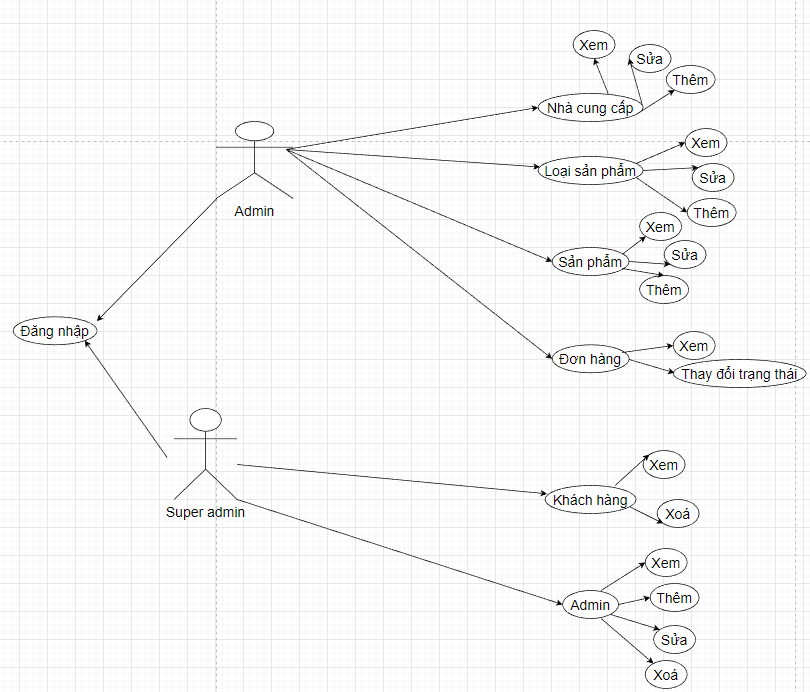 Xem
Sửa
Thêm
Nhà cung cấp
Xem
Loại sản phẩm
Sửa
Thêm
Admin
Xem
Sửa
Sản phẩm
Thêm
Đăng nhập
Xem
Đơn hàng
Thay đổi trạng thái
Xem
Khách hàng
Super admin
Xoá
Xem
Thêm
Admin
Sửa
Xoá